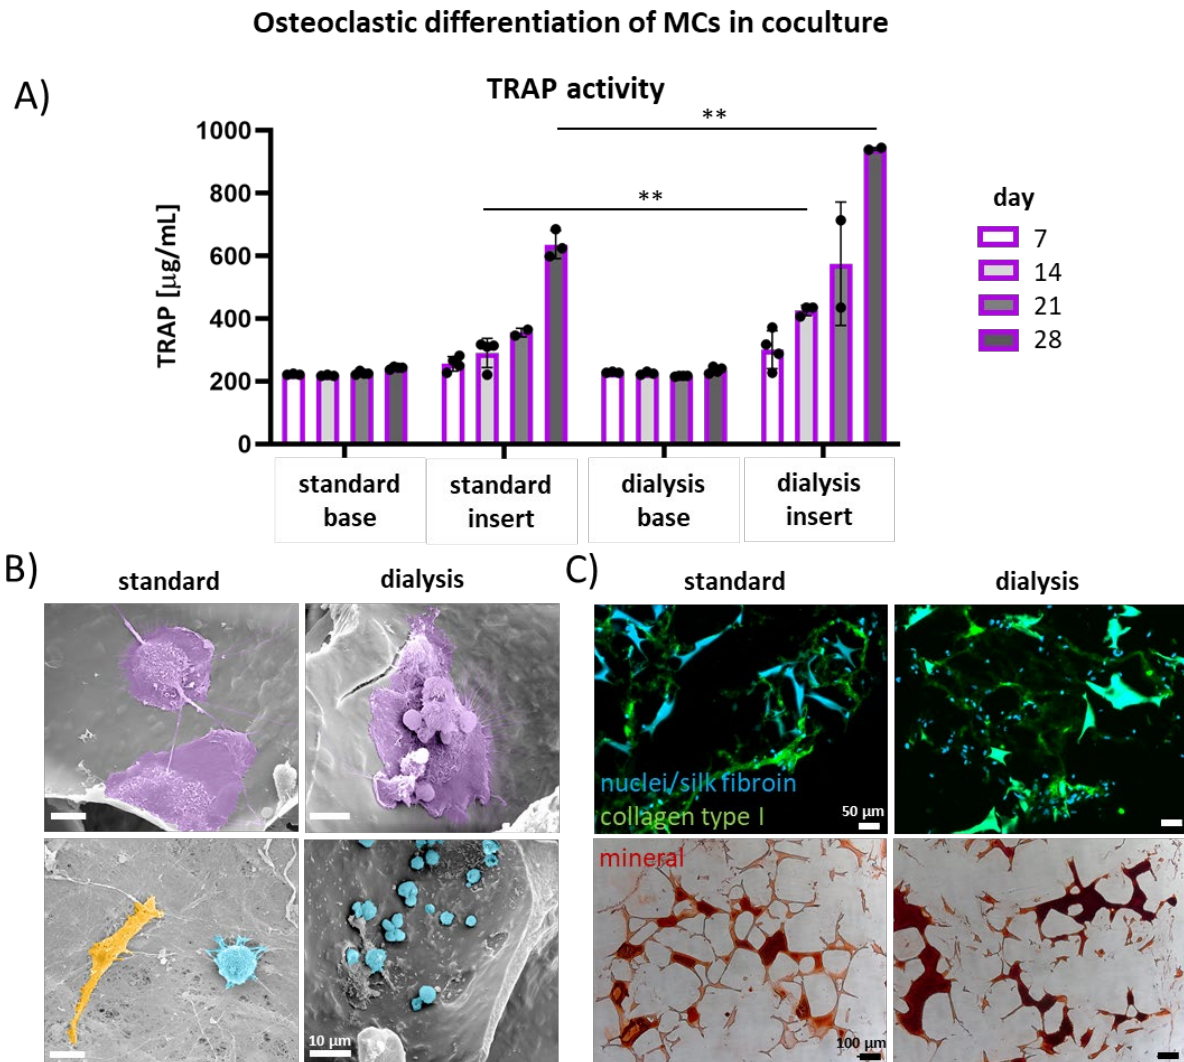 Osteoclastic differentiation of MCs in coculture
A)
TRAP activity
**
**
1000
800
600
400
200
0
TRAP [µg/mL]
day
7
14
21
28
standard
base
standard
insert
dialysis
base
dialysis
insert
B)
standard
dialysis
10 µm
C)
standard
dialysis
nuclei/silk fibroin
collagen type I
50 µm
mineral
100 µm